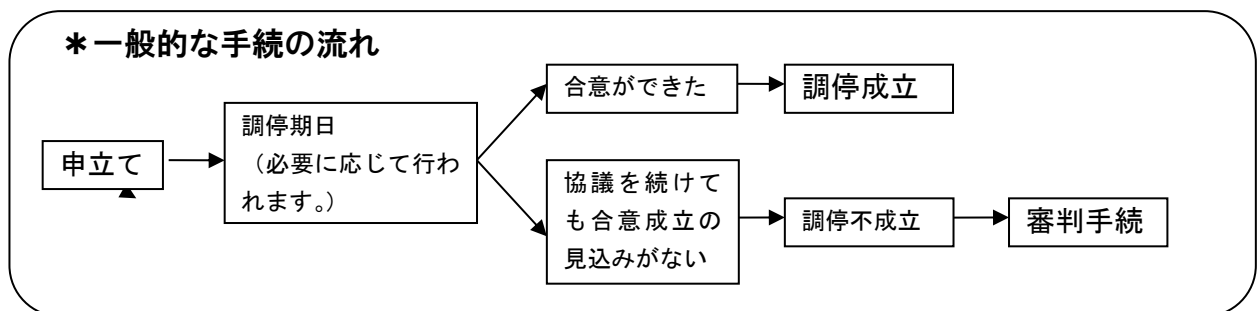 ＊一般的な手続の流れ
申立て
調停期日
（必要に応じて行わ
れます。）
合意ができた
調停成立
協議を続けて
も合意成立の
見込みがない
調停不成立
審判手続